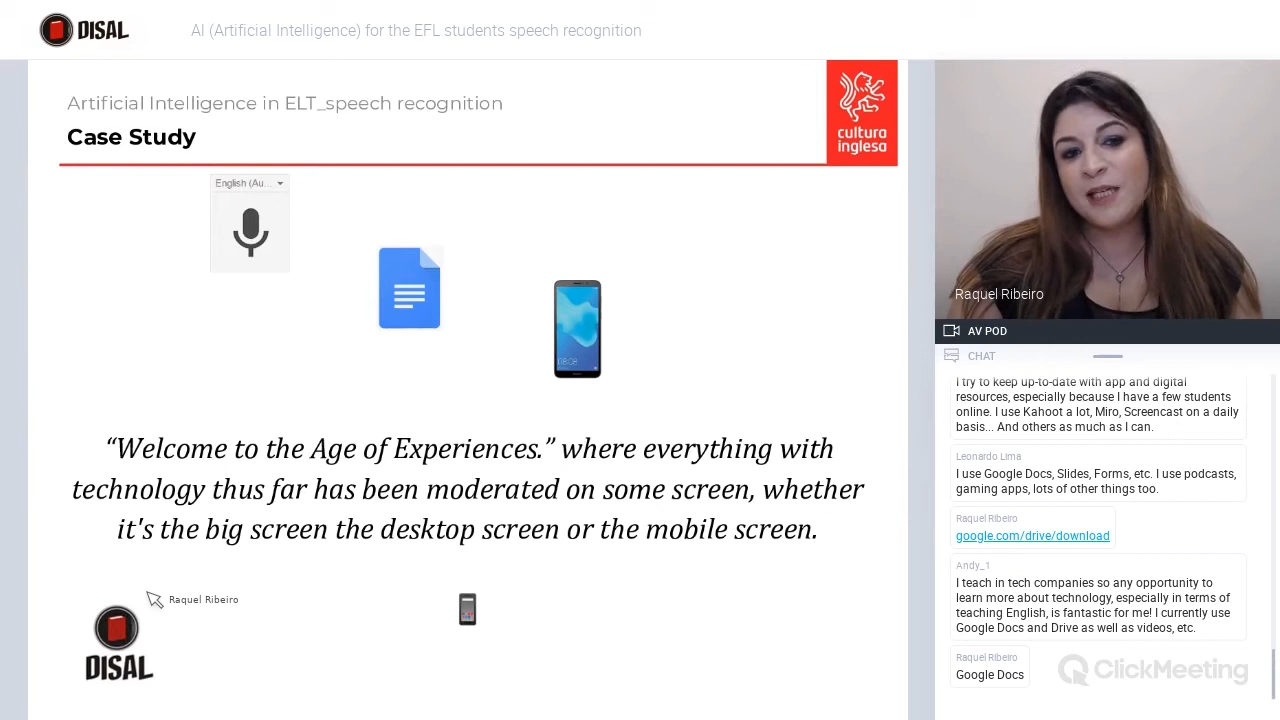 DISAL
AI (Artificial Intelligence) for the EFL students speech recognition
Artificial Intelligence in ELT_speech recognition
Case Study
cultura
inglesa
English (Au...
08:08
“Welcome to the Age of Experiences.” where everything with
technology thus far has been moderated on some screen, whether
it's the big screen the desktop screen or the mobile screen.
Raquel Ribeiro
DISAL
Raquel Ribeiro
AV POD
CHAT
I try to keep up-to-date with app and digital
resources, especially because I have a few students
online. I use Kahoot a lot, Miro, Screencast on a daily
basis... And others as much as I can.
Leonardo Lima
I use Google Docs, Slides, Forms, etc. I use podcasts,
gaming apps, lots of other things too.
Raquel Ribeiro
google.com/drive/download
Andy_1
I teach in tech companies so any opportunity to
learn more about technology, especially in terms of
teaching English, is fantastic for me! I currently use
Google Docs and Drive as well as videos, etc.
Raquel Ribeiro
Google Docs
ClickMeeting